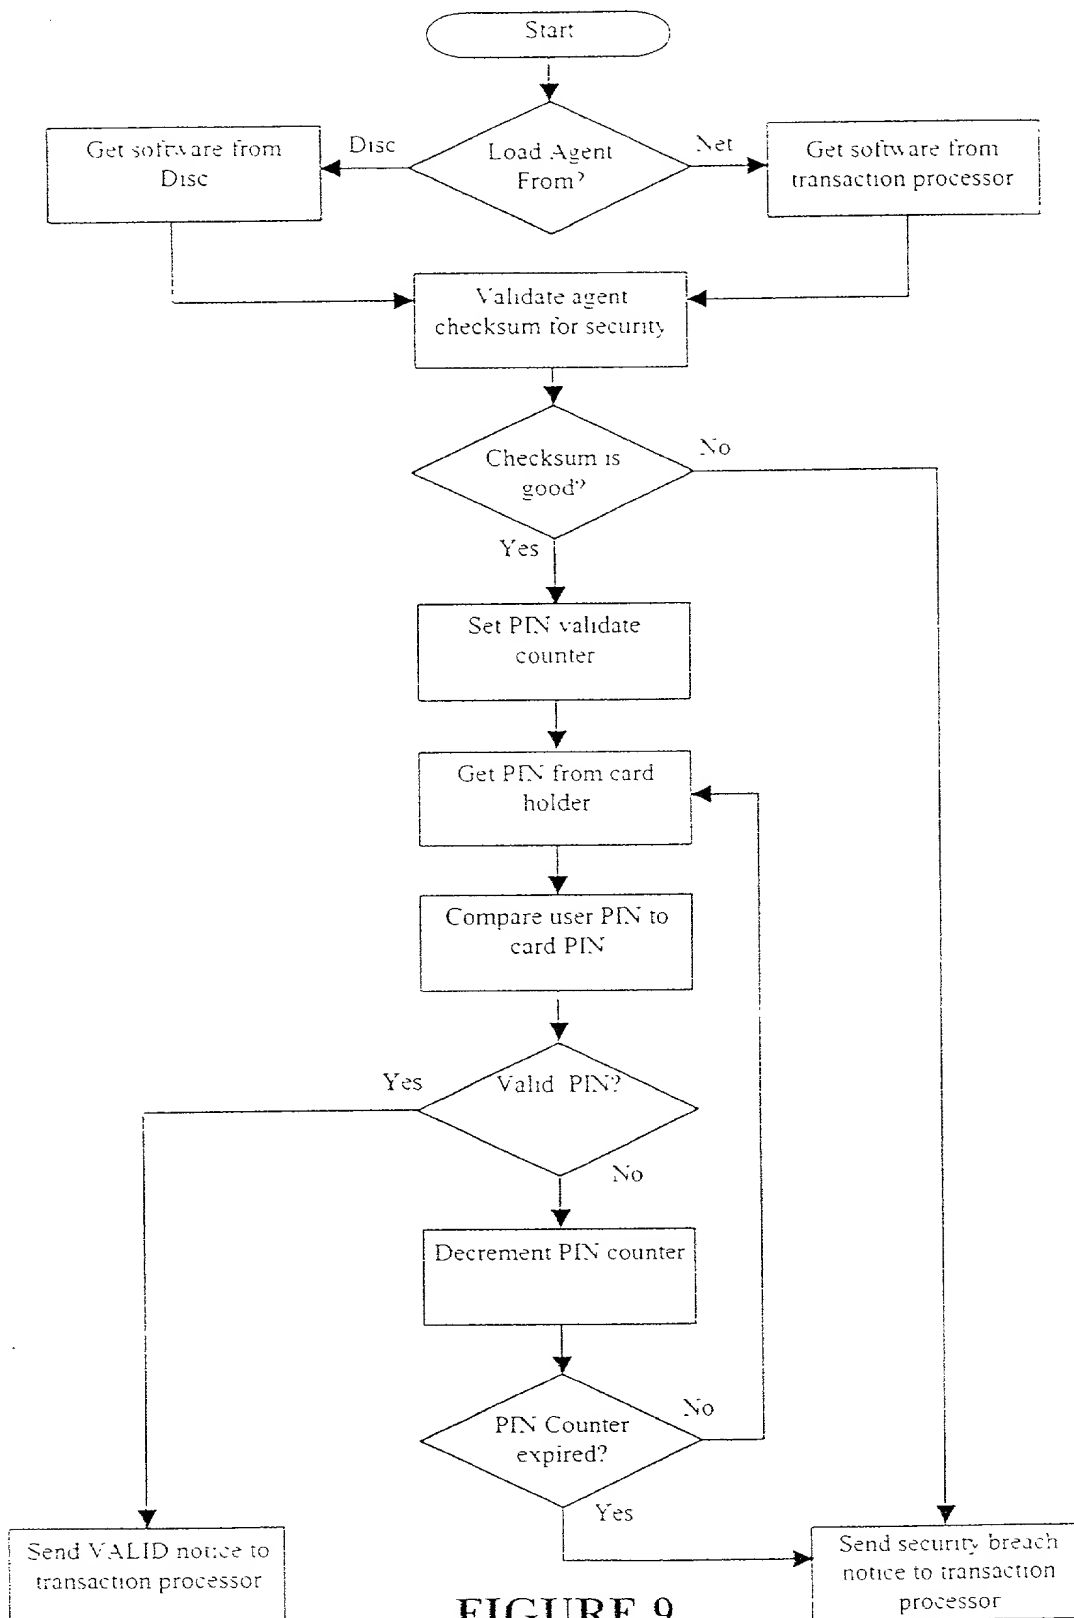 Start
Load Agent
From?
Disc
Net
Get software from
Disc
Get software from
transaction processor
Validate agent
checksum for security
Checksum is
good?
No
Yes
Set PIN validate
counter
Get PIN from card
holder
Compare user PIN to
card PIN
Valid PIN?
Yes
No
Decrement PIN counter
PIN Counter
expired?
No
Yes
Send VALID notice to
transaction processor
Send security breach
notice to transaction
processor
FIGURE 9